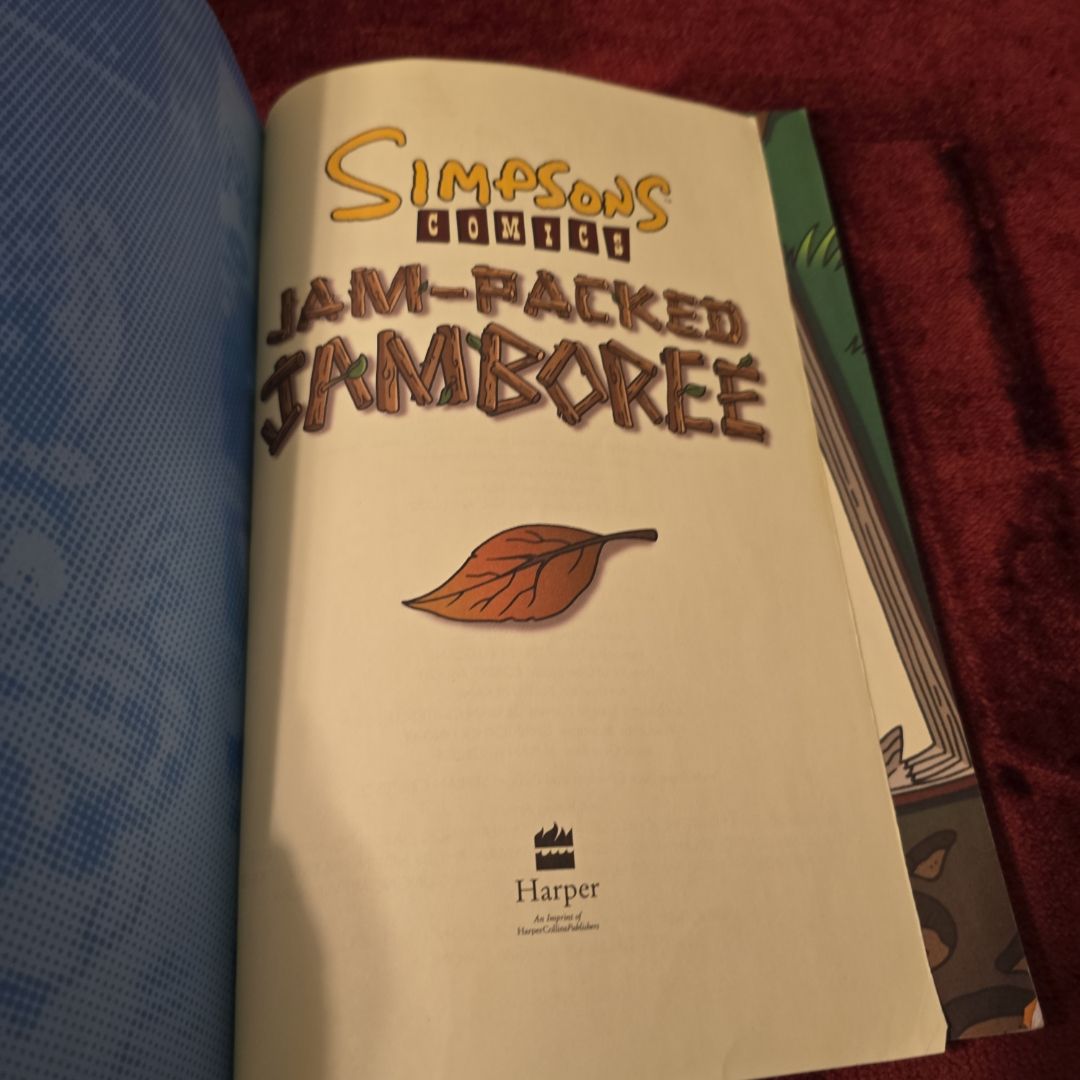 SIMPSONS
COMICS
JAM-PACKED
JAMBOREE
Harper
An Imprint of
HarperCollinsPublishers